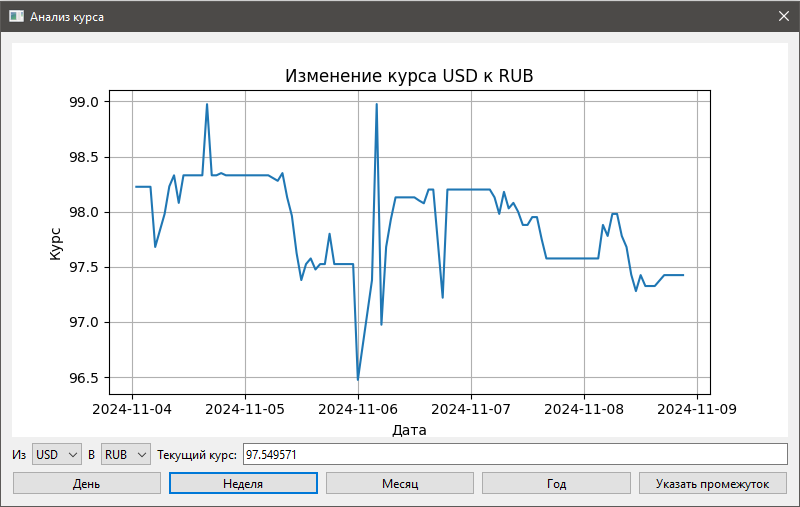 Анализ курса
Изменение курса USD к RUB
99.0
98.5
98.0
97.5
97.0
96.5
Курс
2024-11-04 2024-11-05 2024-11-06 2024-11-07 2024-11-08 2024-11-09
Дата
Из USD В RUB Текущий курс: 97.549571
День Неделя Месяц Год Указать промежуток